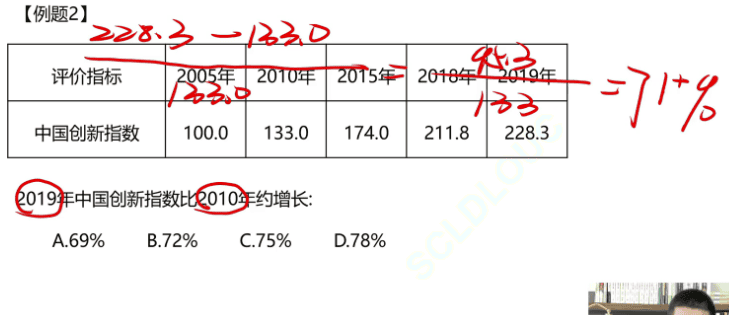 【例题2】
228.3-133.0 = 95.3 = 71+%
133.0 133
评价指标 2005年 2010年 2015年 2018年 2019年
中国创新指数 100.0 133.0 174.0 211.8 228.3
2019年中国创新指数比2010年约增长:
A.69% B.72% C.75% D.78%